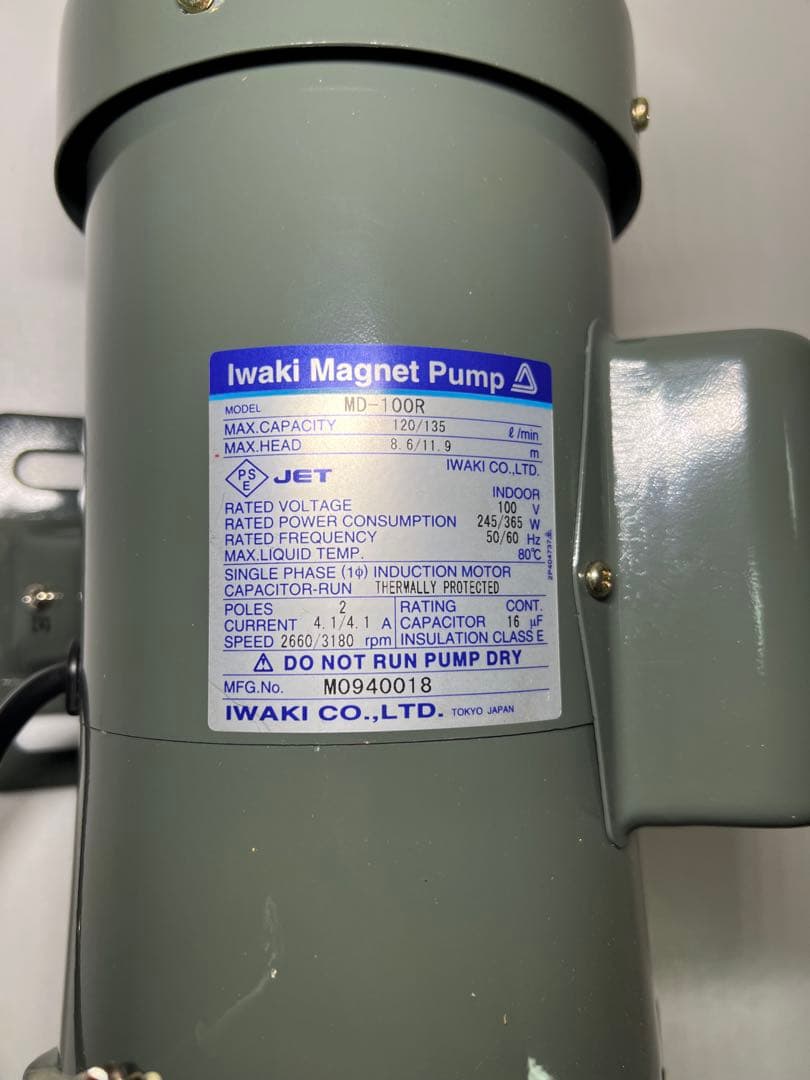 Iwaki Magnet Pump
MODEL MD-100R
MAX.CAPACITY 120/135 ℓ/min
MAX.HEAD 8.6/11.9 m
IWAKI CO.,LTD.
PS E JET
INDOOR
RATED VOLTAGE 100 V
RATED POWER CONSUMPTION 245/365 W
RATED FREQUENCY 50/60 Hz
MAX.LIQUID TEMP. 80℃
SINGLE PHASE (1ϕ) INDUCTION MOTOR
CAPACITOR-RUN THERMALLY PROTECTED
POLES 2 RATING CONT.
CURRENT 4.1/4.1 A CAPACITOR 16 μF
SPEED 2660/3180 rpm INSULATION CLASS E
⚠ DO NOT RUN PUMP DRY
MFG.No. M0940018
IWAKI CO.,LTD. TOKYO JAPAN